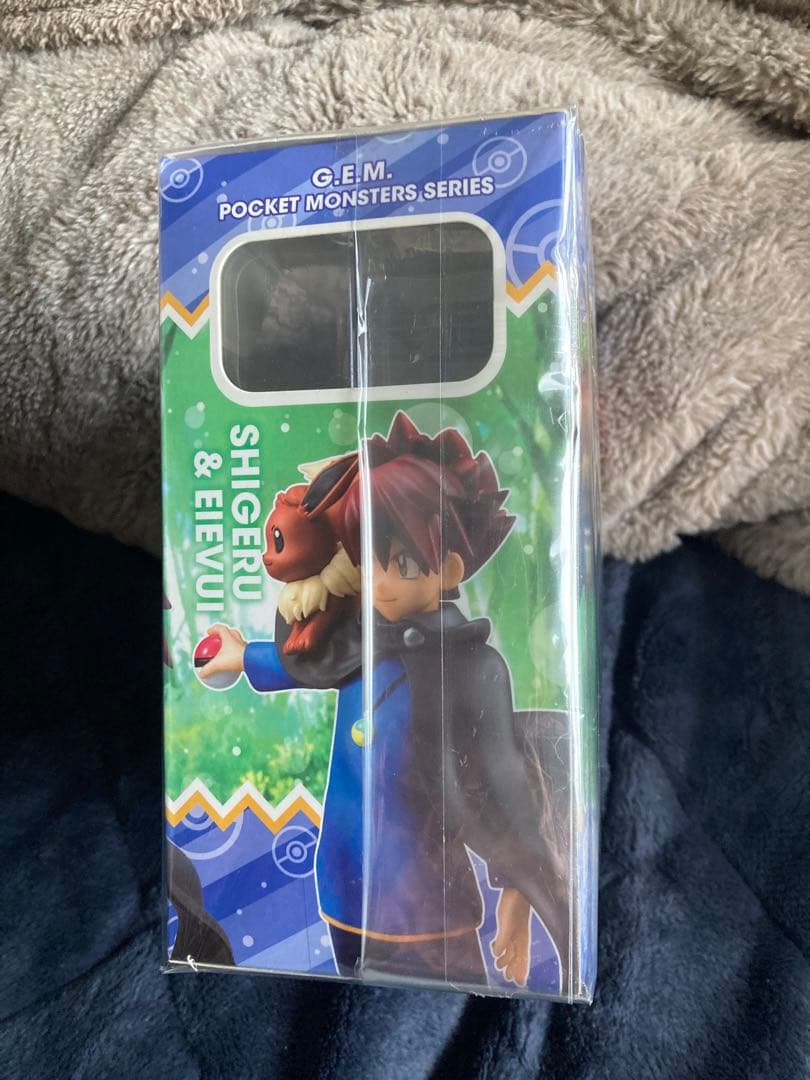 G.E.M.
POCKET MONSTERS SERIES
SHIGERU
& EIEVUI